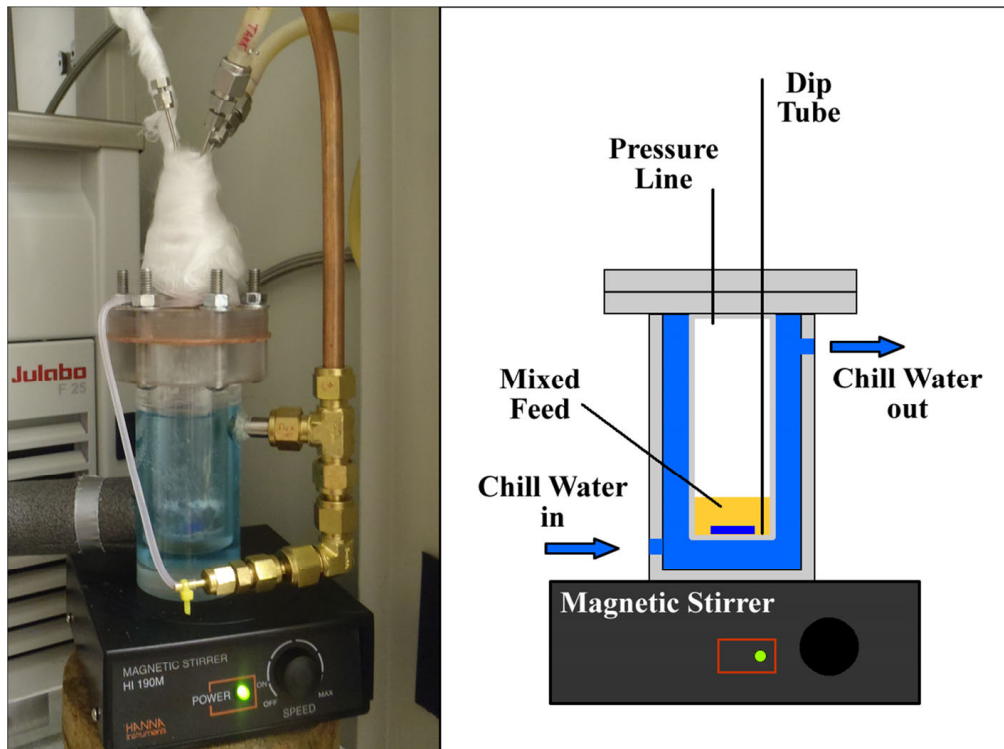 TANK
Julabo
F 25
MAGNETIC STIRRER
HI 190M
POWER
ON
OFF
MAX
SPEED
HANNA
instruments
Dip
Tube
Pressure
Line
Mixed
Feed
Chill Water
out
Chill Water
in
Magnetic Stirrer